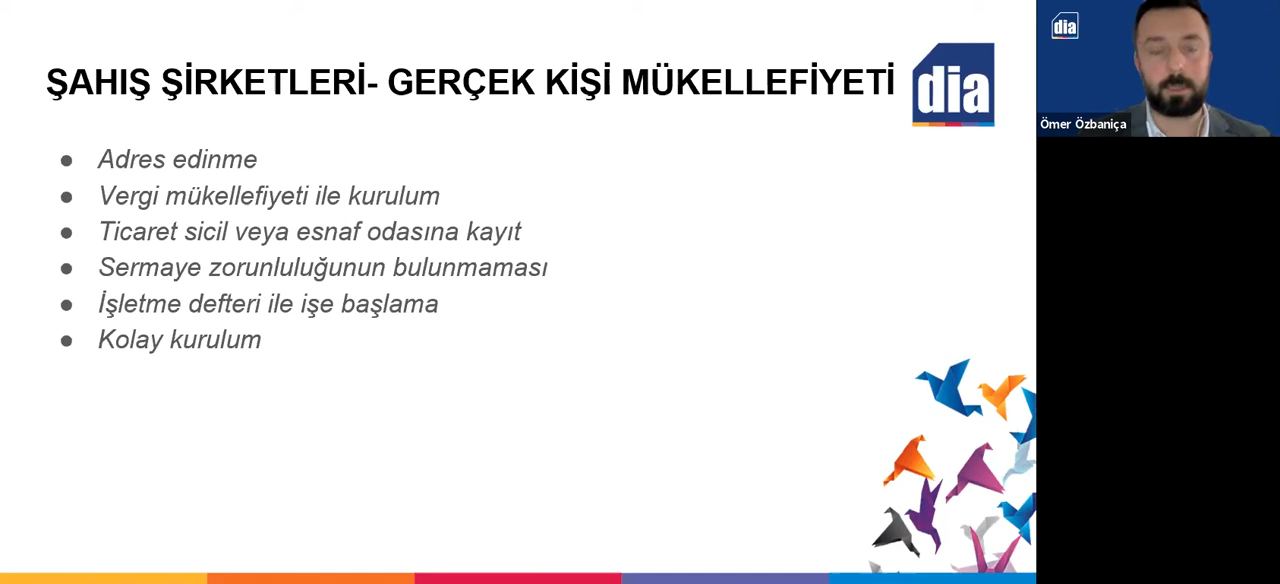 ŞAHIŞ ŞİRKETLERİ- GERÇEK KİŞİ MÜKELLEFİYETİ
dia
● Adres edinme
● Vergi mükellefiyeti ile kurulum
● Ticaret sicil veya esnaf odasına kayıt
● Sermaye zorunluluğunun bulunmaması
● İşletme defteri ile işe başlama
● Kolay kurulum
dia
Ömer Özbaniça